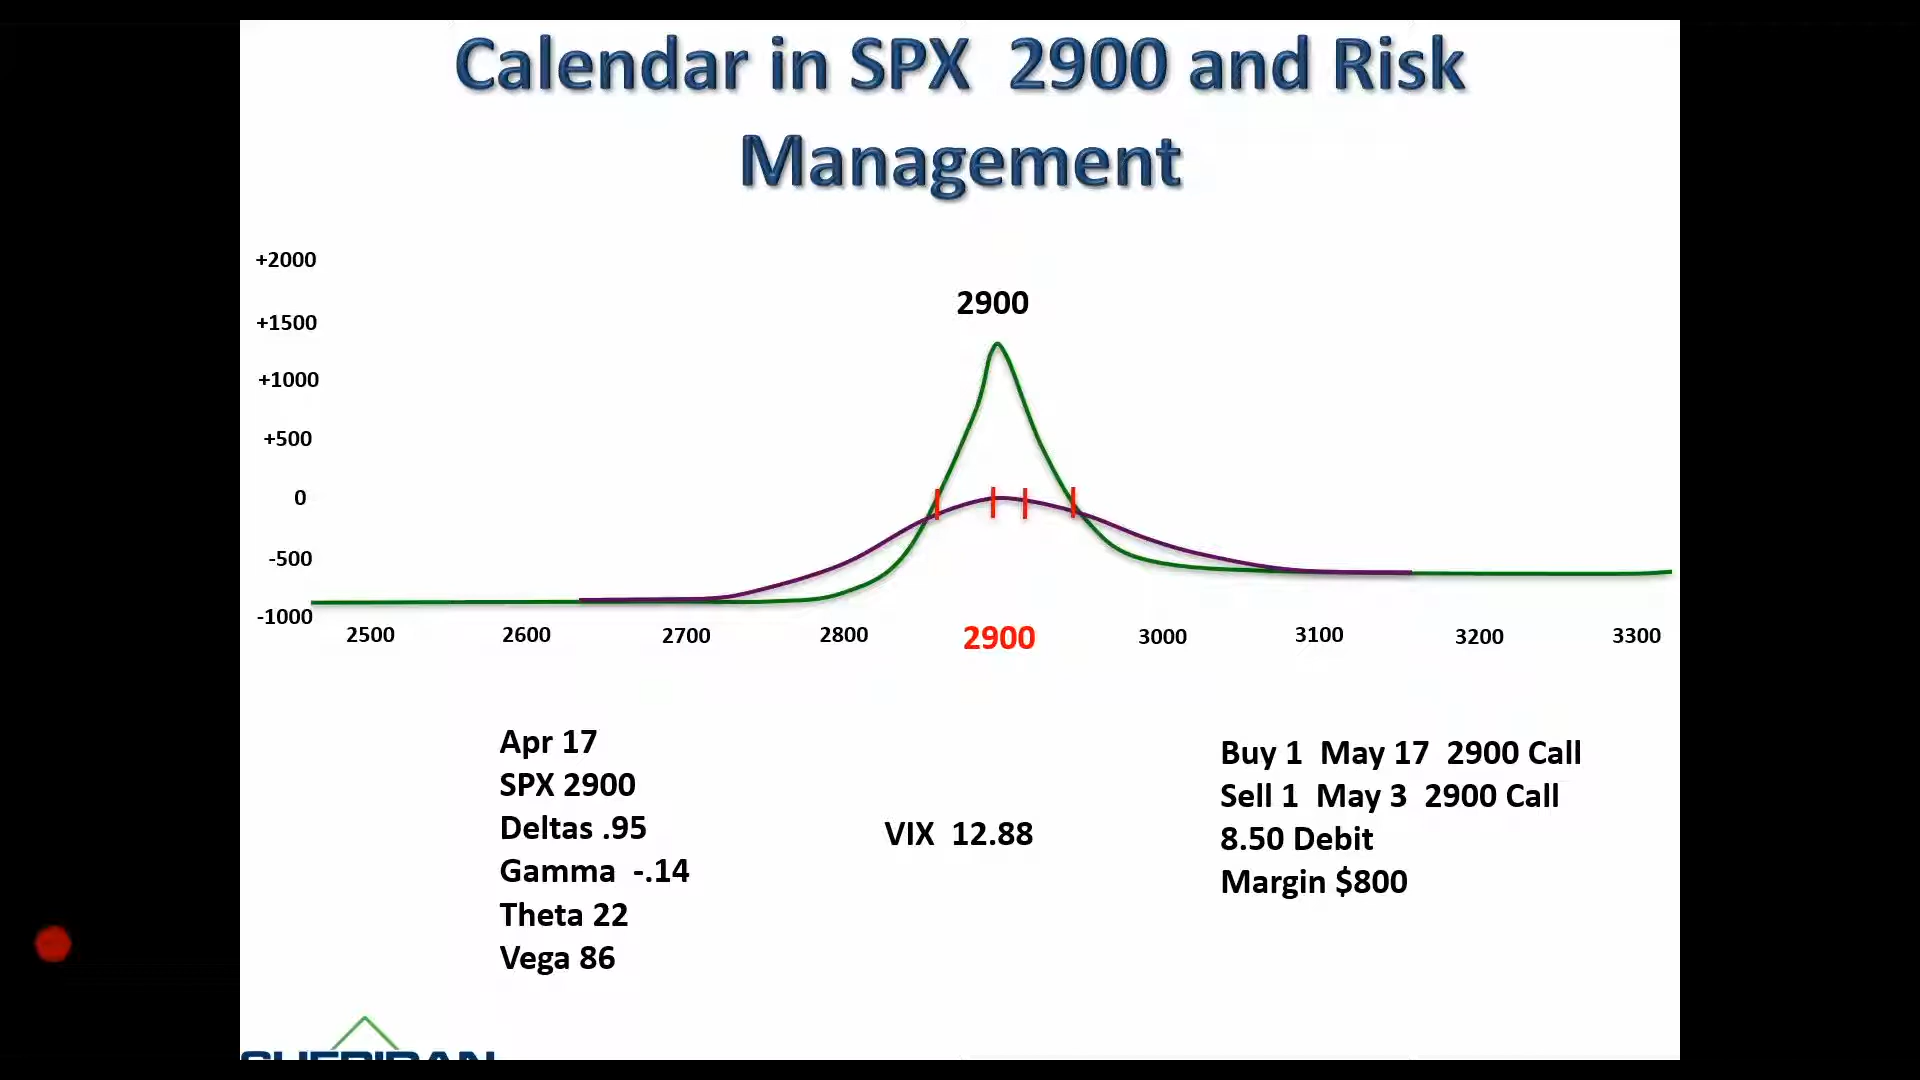 Calendar in SPX 2900 and Risk
Management
+2000
2900
+1500
+1000
+500
0
-500
-1000
2500 2600 2700 2800 2900 3000 3100 3200 3300
Apr 17
SPX 2900
Deltas .95
Gamma -.14
Theta 22
Vega 86
VIX 12.88
Buy 1 May 17 2900 Call
Sell 1 May 3 2900 Call
8.50 Debit
Margin $800
SHERIDAN